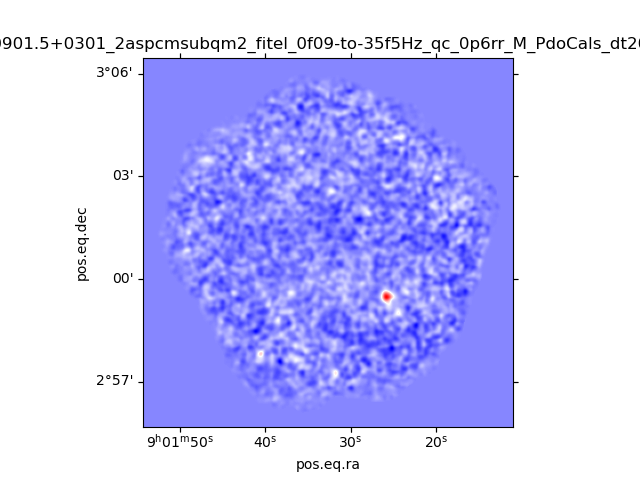 0901.5+0301_2aspcmsubqm2_fitel_0f09-to-35f5Hz_qc_0p6rr_M_PdoCals_dt20
3°06'
03'
pos.eq.dec
00'
2°57'
9h01m50s 40s 30s 20s
pos.eq.ra